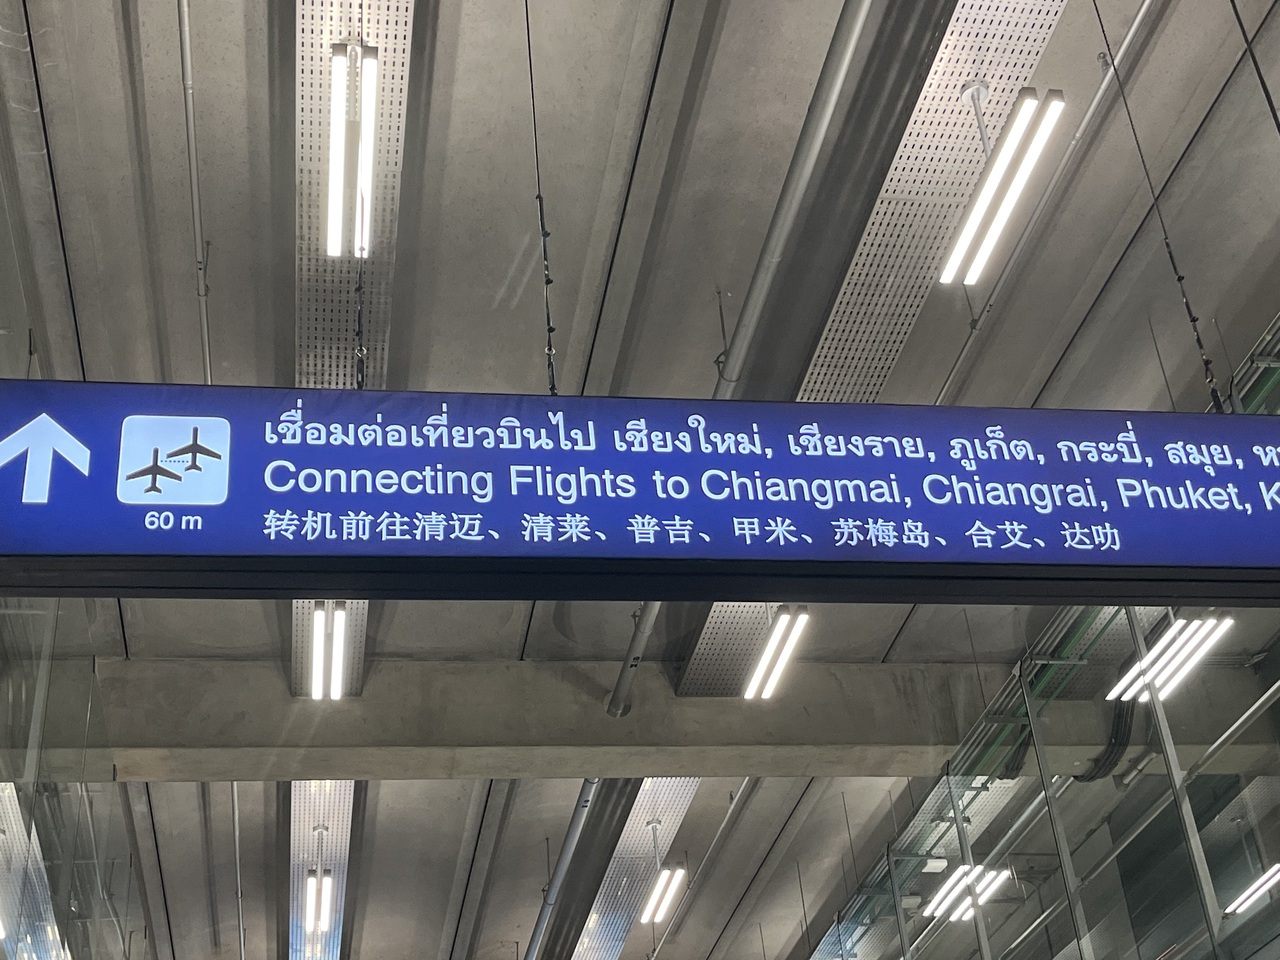 เชื่อมต่อเที่ยวบินไป เชียงใหม่, เชียงราย, ภูเก็ต, กระบี่, สมุย,
Connecting Flights to Chiangmai, Chiangrai, Phuket,
转机前往清迈、清莱、普吉、甲米、苏梅岛、合艾、达叻
60 m